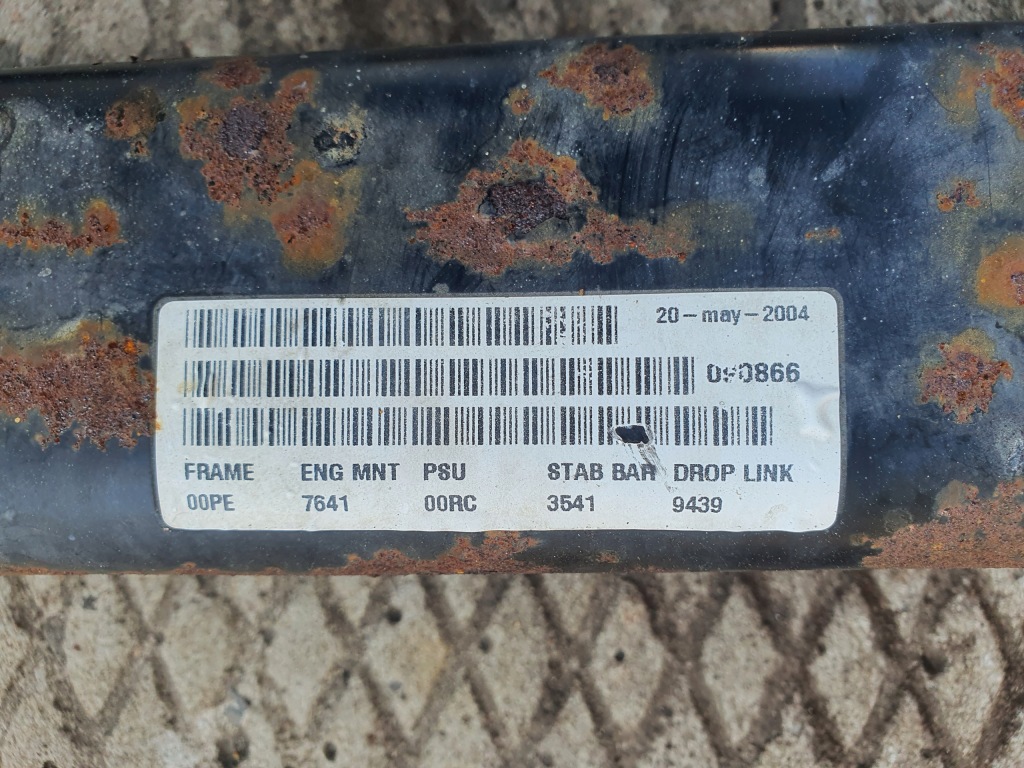 20-may-2004
FRAME ENG MNT PSU STAB BAR DROP LINK
00PE 7641 00RC 3541 9439